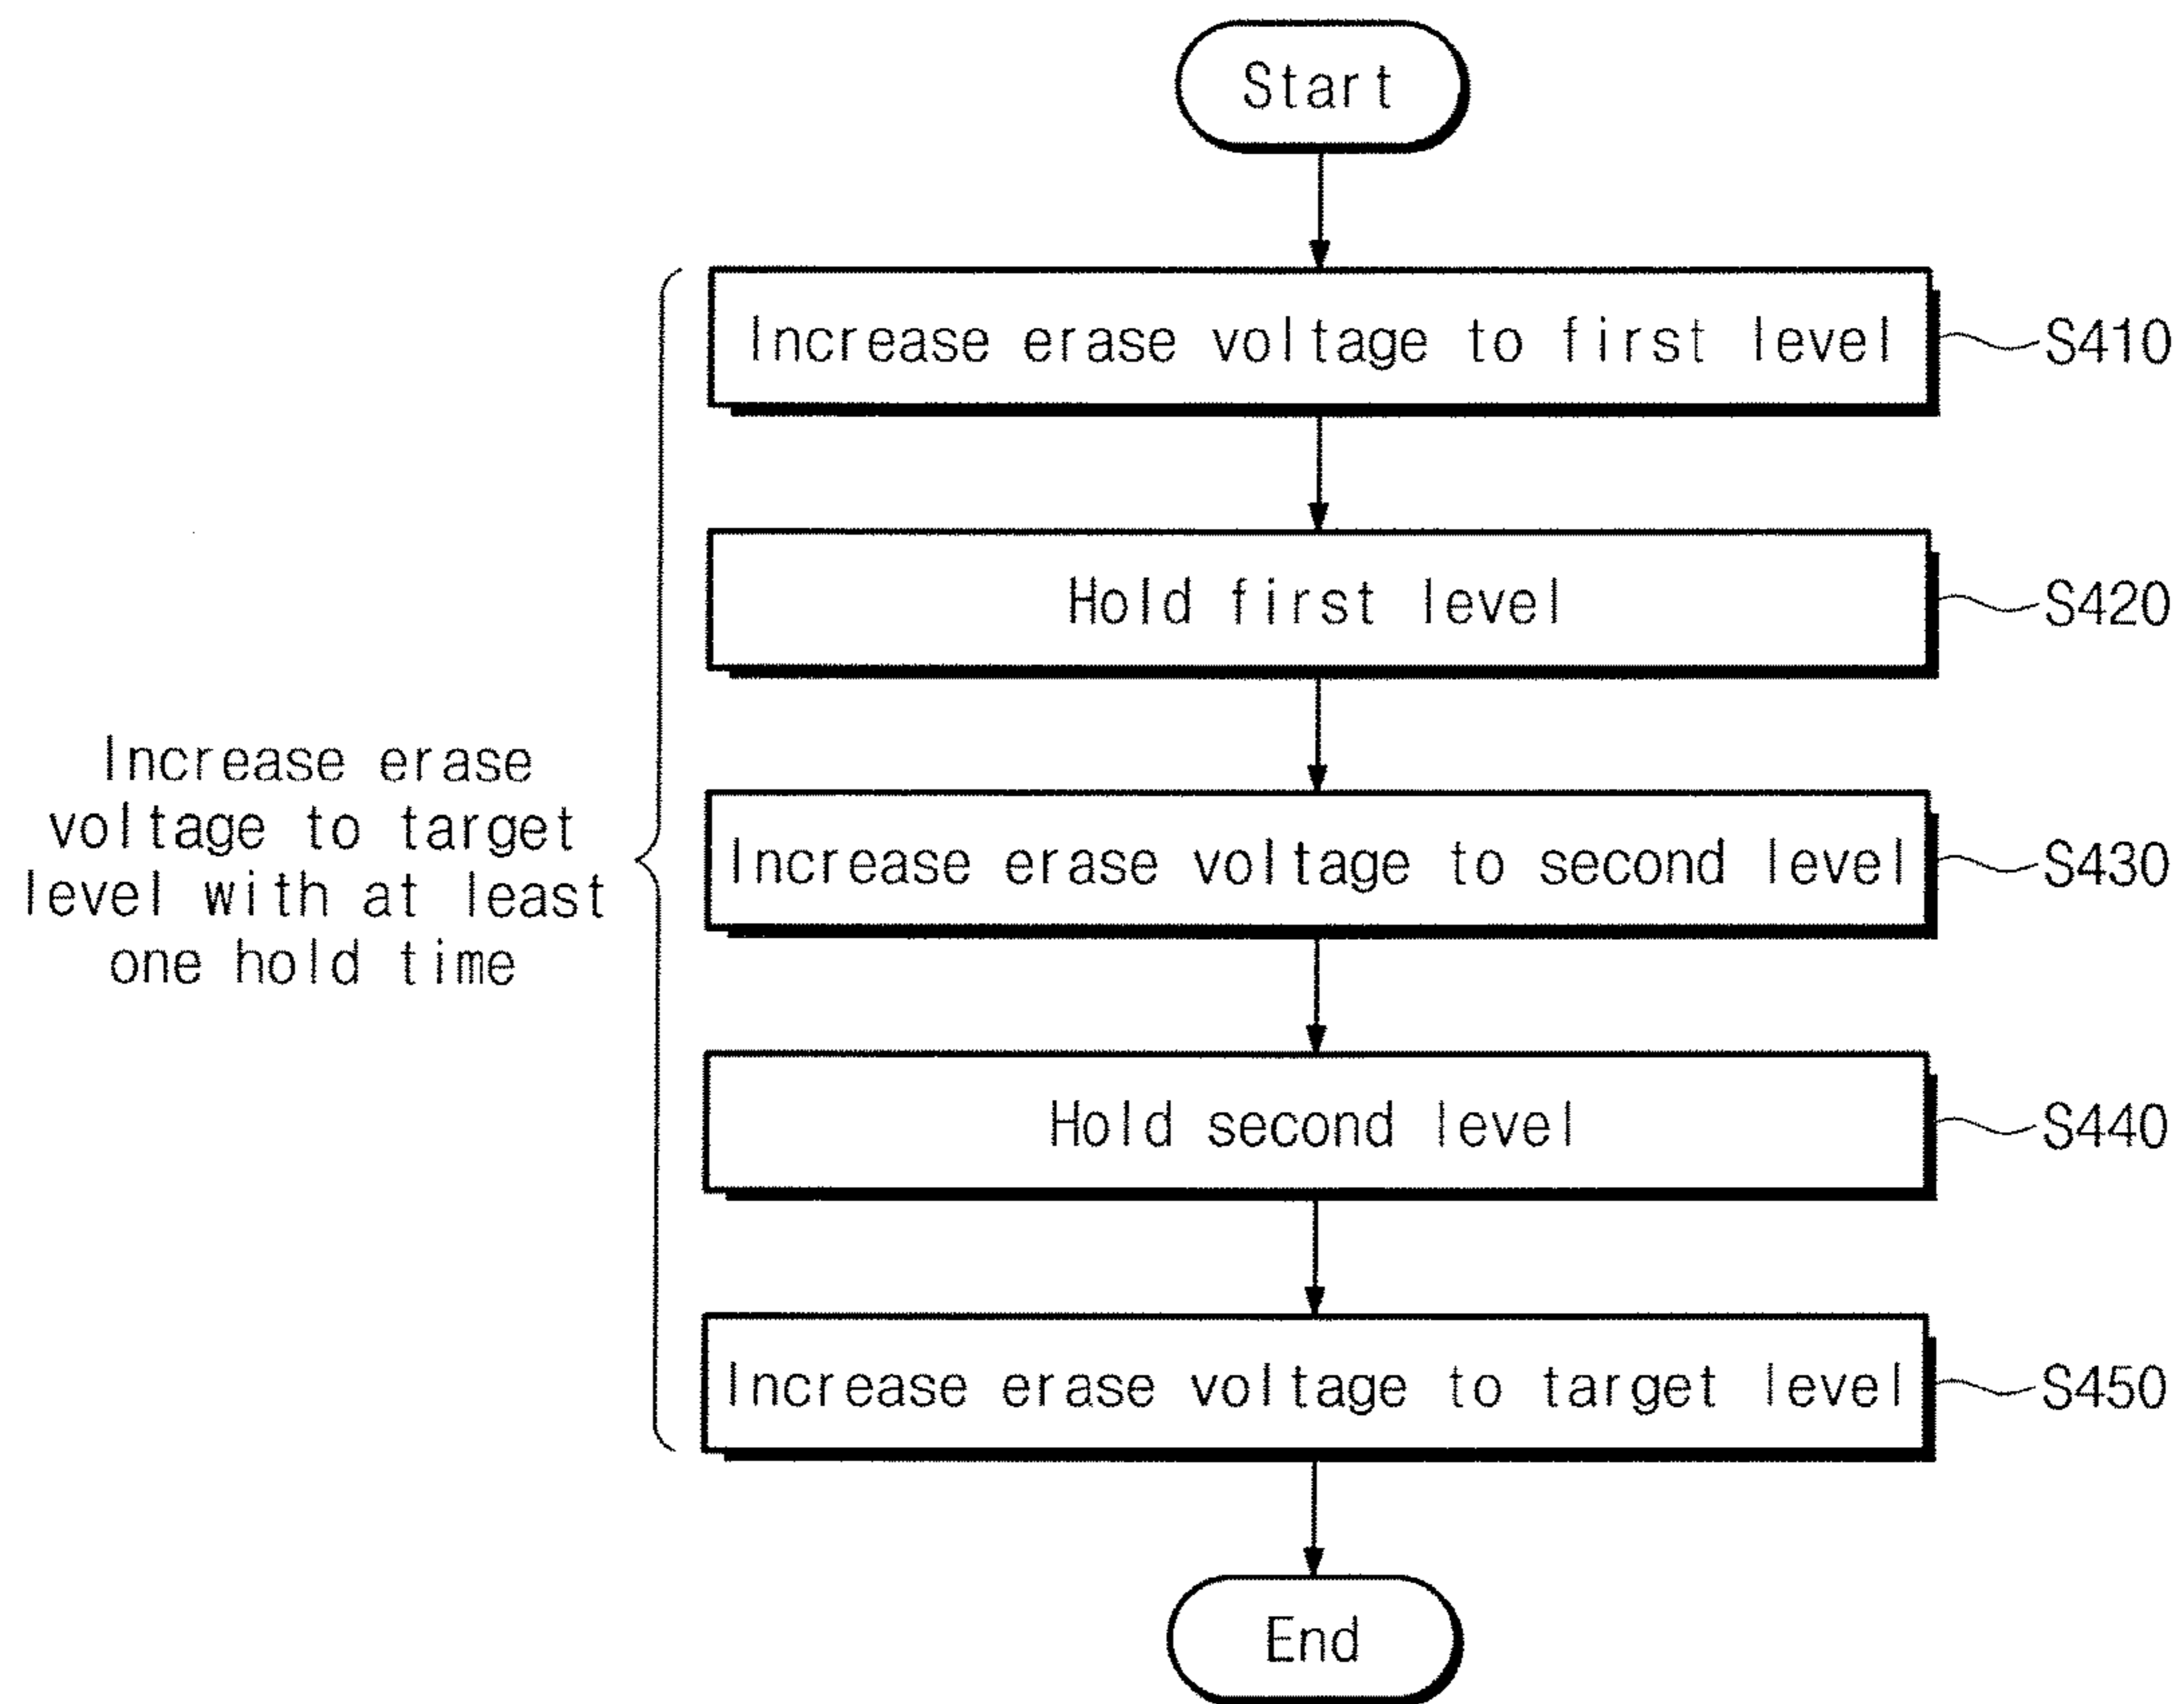 Start
Increase erase voltage to first level
S410
Hold first level
S420
Increase erase
voltage to target
level with at least
one hold time
Increase erase voltage to second level
S430
Hold second level
S440
Increase erase voltage to target level
S450
End